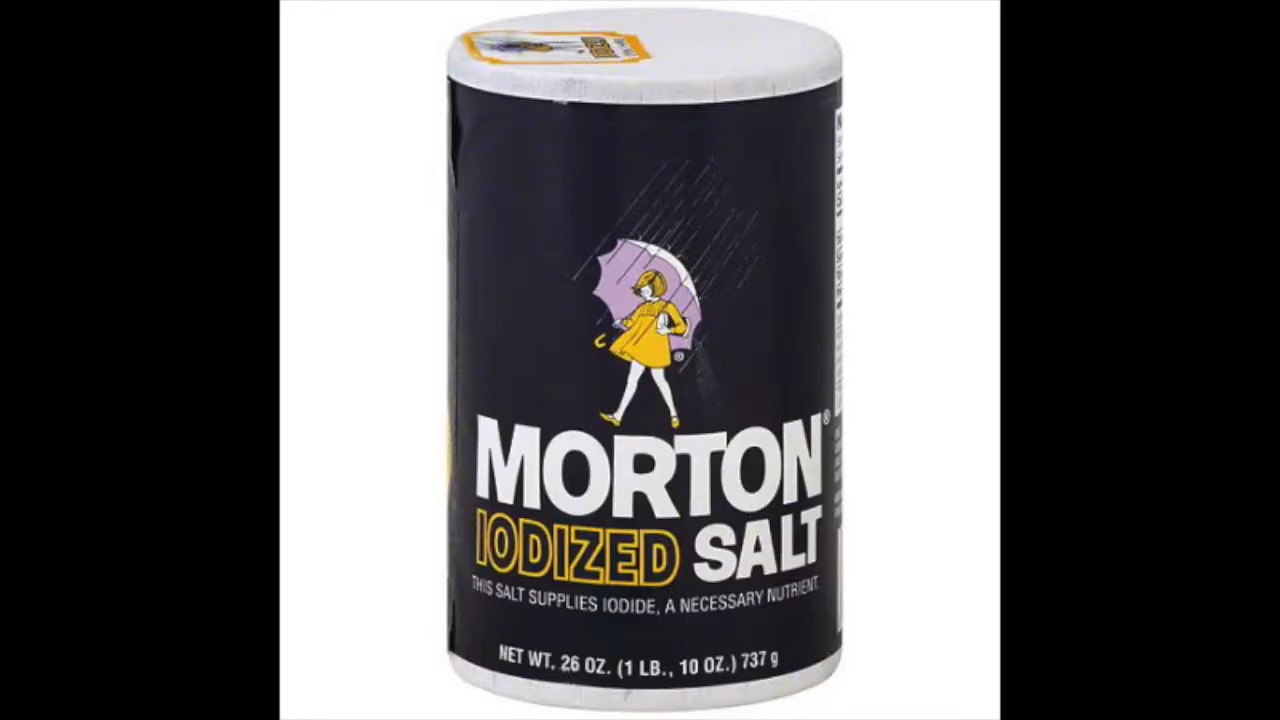 MORTON®
IODIZED SALT
THIS SALT SUPPLIES IODIDE, A NECESSARY NUTRIENT.
NET WT. 26 OZ. (1 LB., 10 OZ.) 737 g